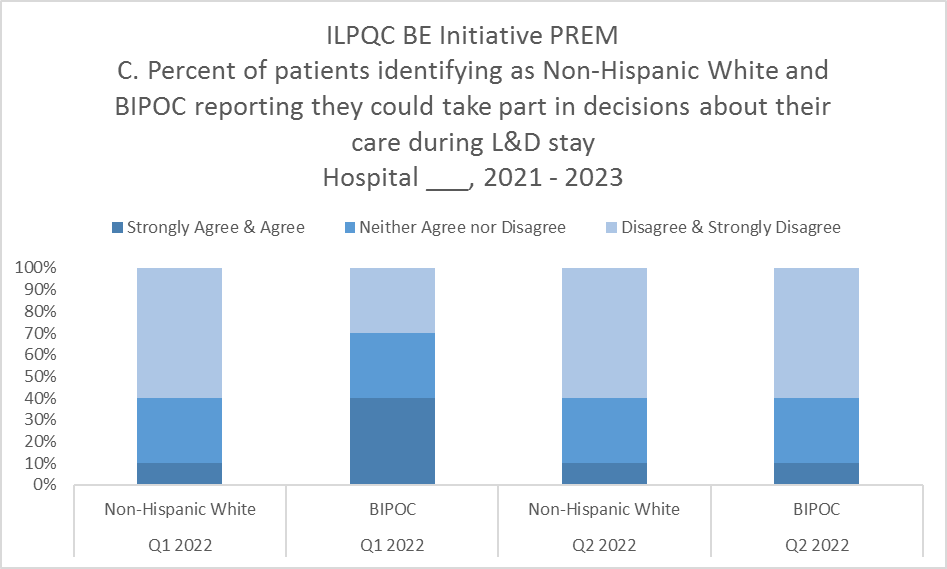 ILPQC BE Initiative PREM
C. Percent of patients identifying as Non-Hispanic White and
BIPOC reporting they could take part in decisions about their
care during L&D stay
Hospital ___, 2021 - 2023
Strongly Agree & Agree
Neither Agree nor Disagree
Disagree & Strongly Disagree
100%
90%
80%
70%
60%
50%
40%
30%
20%
10%
0%
Non-Hispanic White
BIPOC
Non-Hispanic White
BIPOC
Q1 2022
Q1 2022
Q2 2022
Q2 2022